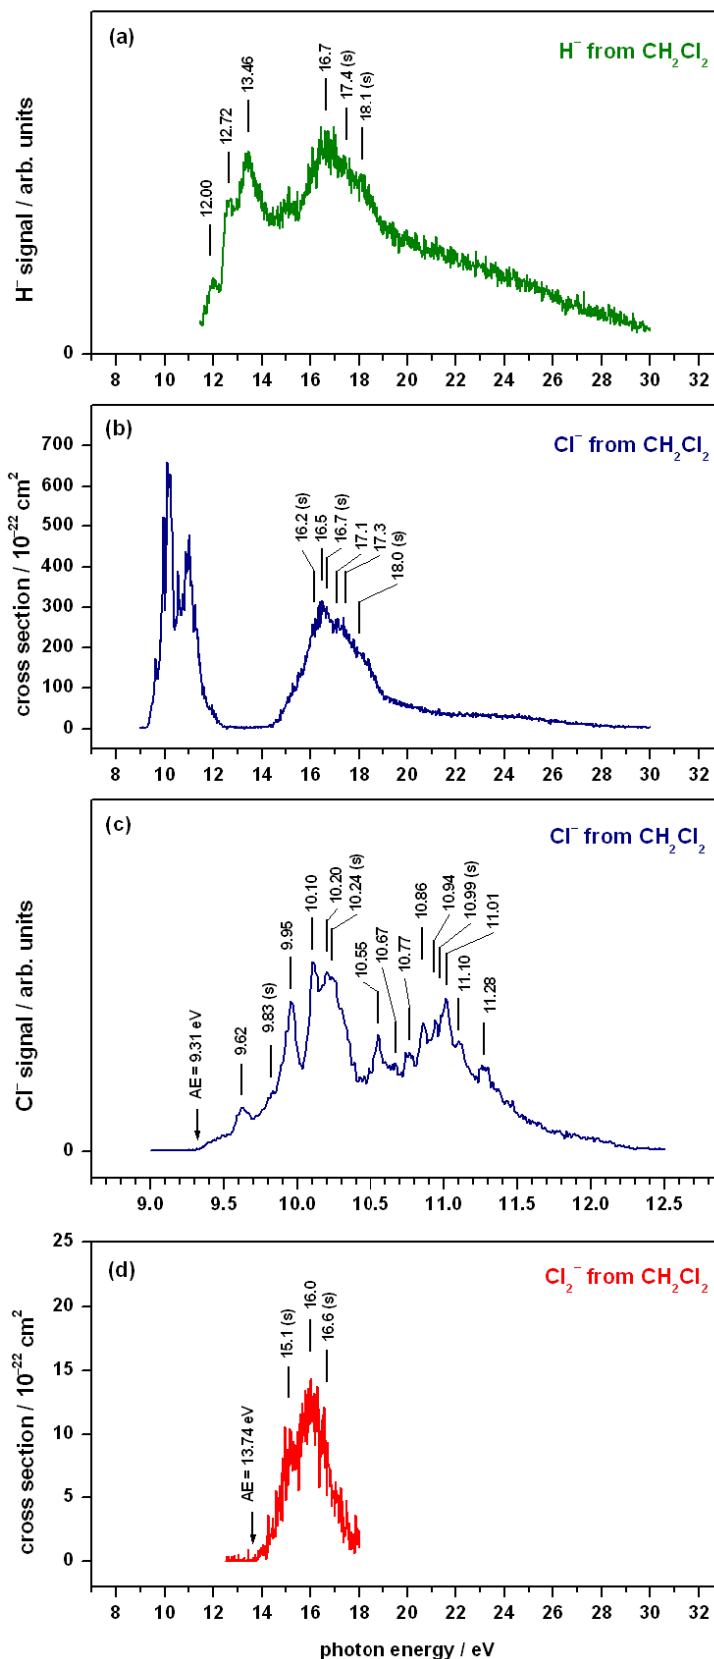 (a)
H⁻ from CH₂Cl₂
12.00
12.72
13.46
16.7
17.4 (s)
18.1 (s)
H⁻ signal / arb. units
0
8 10 12 14 16 18 20 22 24 26 28 30 32
(b)
Cl⁻ from CH₂Cl₂
16.2 (s)
16.5
16.7 (s)
17.1
17.3
18.0 (s)
cross section / 10⁻²² cm²
700
600
500
400
300
200
100
0
8 10 12 14 16 18 20 22 24 26 28 30 32
(c)
Cl⁻ from CH₂Cl₂
AE = 9.31 eV
9.62
9.83 (s)
9.95
10.10
10.20
10.24 (s)
10.55
10.67
10.77
10.86
10.94
10.99 (s)
11.01
11.10
11.28
Cl⁻ signal / arb. units
0
9.0 9.5 10.0 10.5 11.0 11.5 12.0 12.5
(d)
Cl₂⁻ from CH₂Cl₂
AE = 13.74 eV
15.1 (s)
16.0
16.6 (s)
cross section / 10⁻²² cm²
25
20
15
10
5
0
8 10 12 14 16 18 20 22 24 26 28 30 32
photon energy / eV